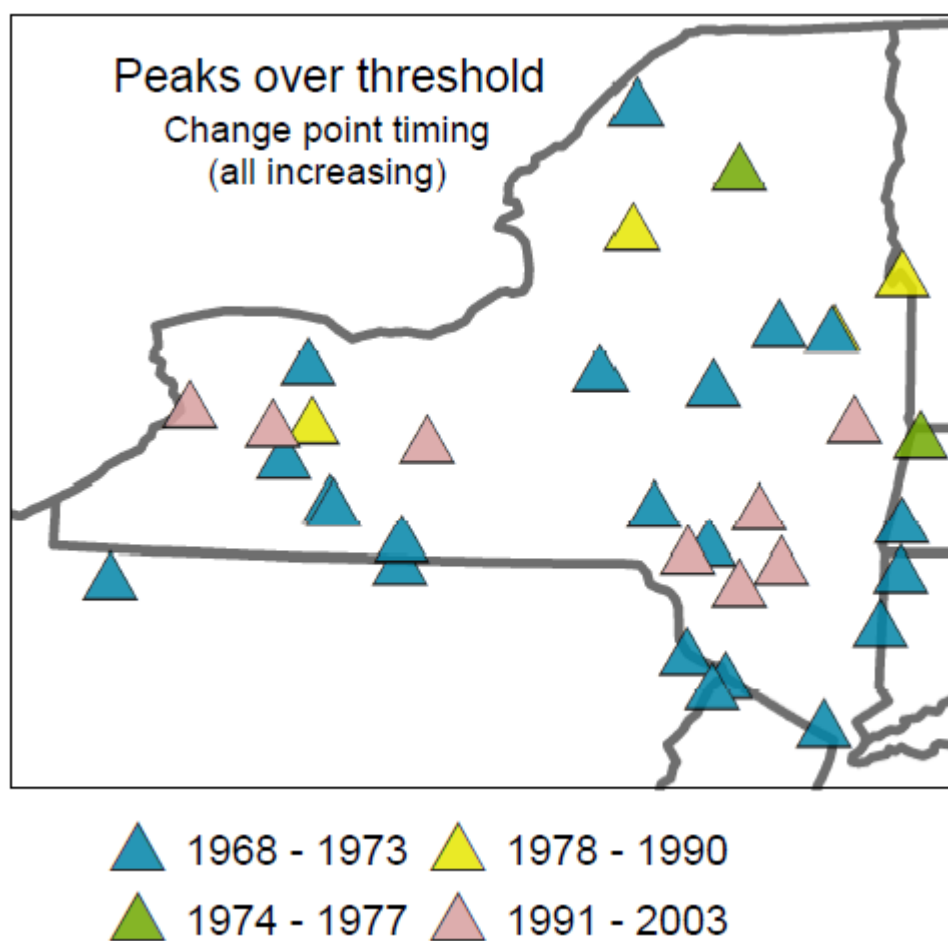 Peaks over threshold
Change point timing
(all increasing)
1968 - 1973
1978 - 1990
1974 - 1977
1991 - 2003